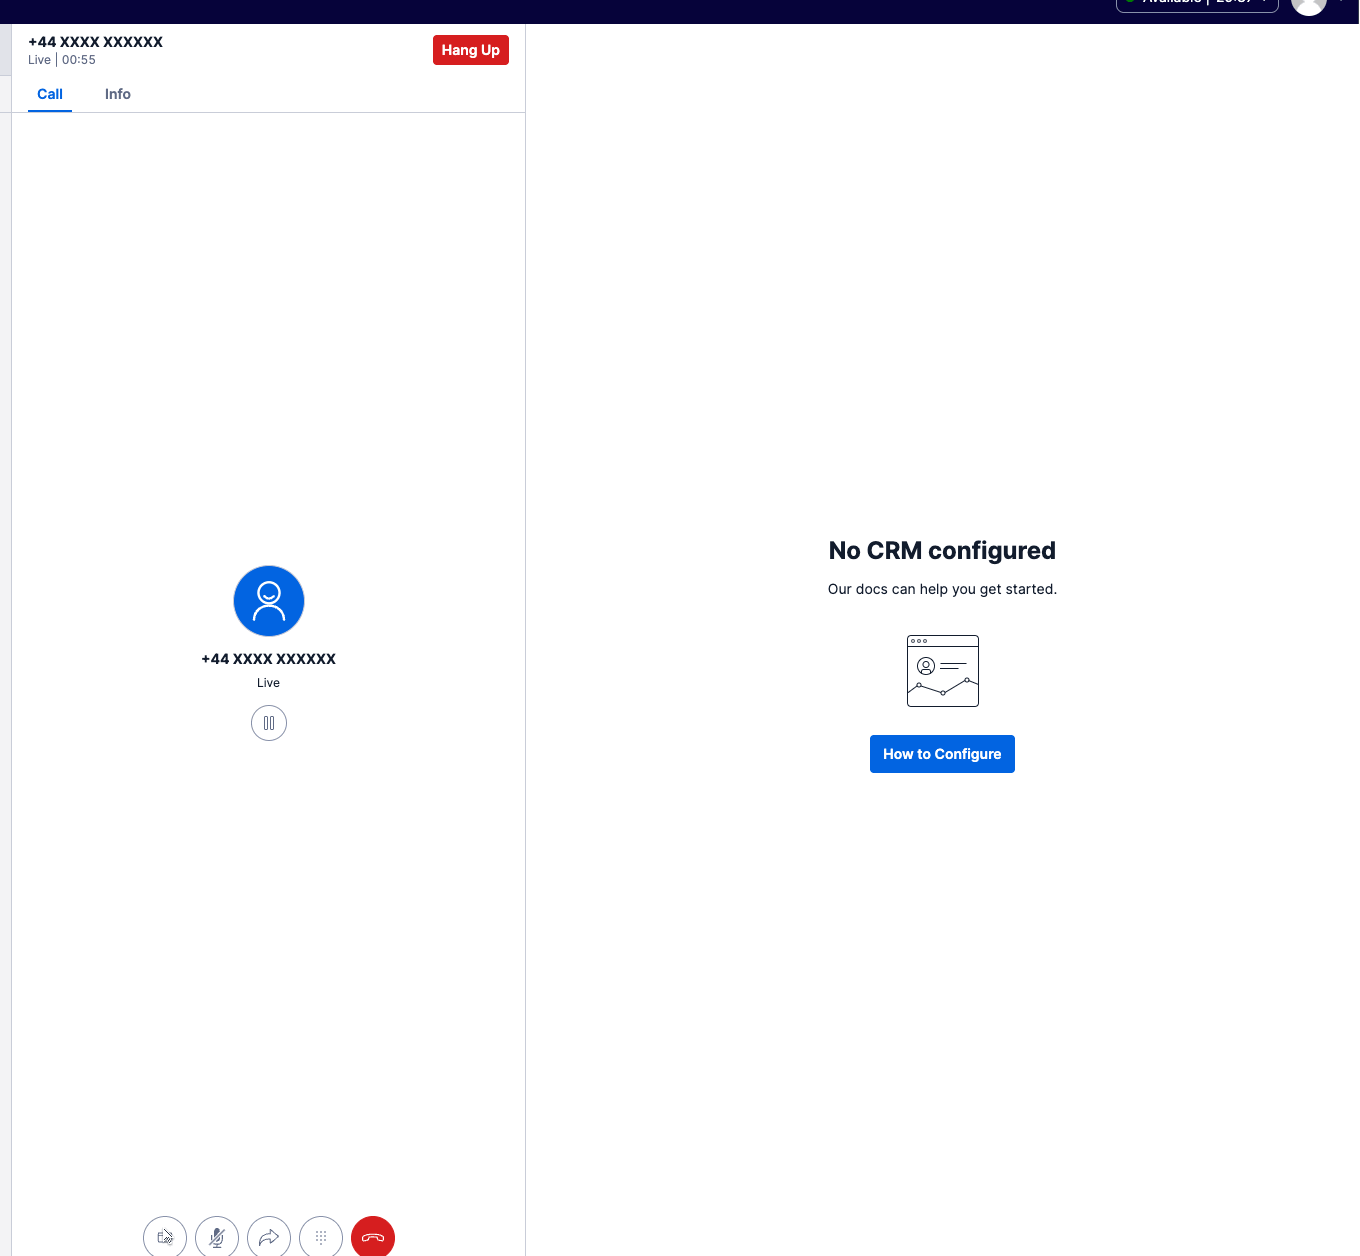 Available |
+44 XXXX XXXXXX
Live | 00:55
Hang Up
Call
Info
+44 XXXX XXXXXX
Live
No CRM configured
Our docs can help you get started.
How to Configure